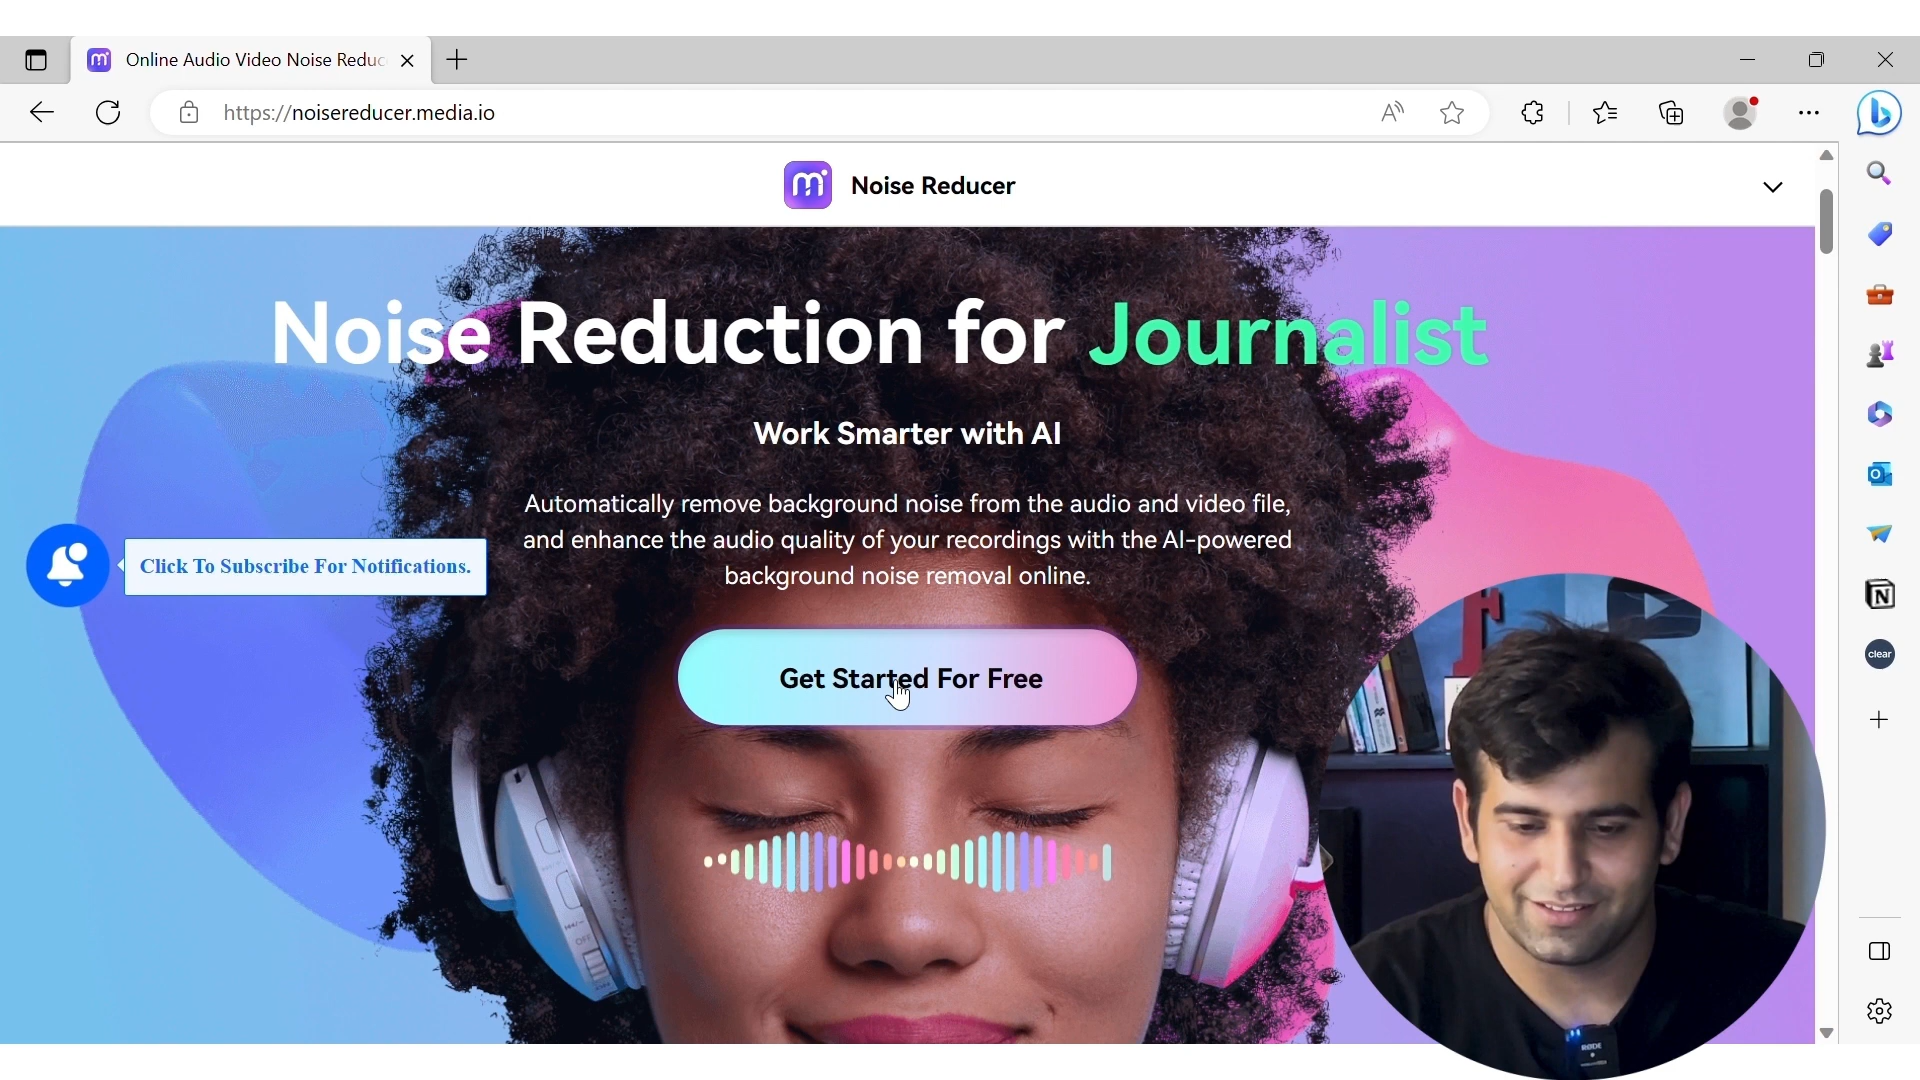 Online Audio Video Noise Reduc
https://noisereducer.media.io
Noise Reducer
Noise Reduction for Journalist
Work Smarter with AI
Automatically remove background noise from the audio and video file,
and enhance the audio quality of your recordings with the AI-powered
background noise removal online.
Click To Subscribe For Notifications.
Get Started For Free
clear
OFF
RØDE